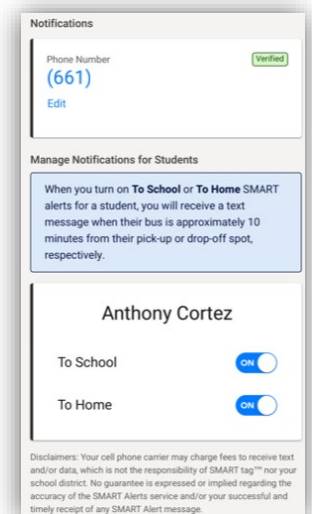 Notifications
Phone Number
Verified
(661)
Edit
Manage Notifications for Students
When you turn on To School or To Home SMART
alerts for a student, you will receive a text
message when their bus is approximately 10
minutes from their pick-up or drop-off spot,
respectively.
Anthony Cortez
To School
ON
To Home
ON
Disclaimers: Your cell phone carrier may charge fees to receive text
and/or data, which is not the responsibility of SMART tag™ nor your
school district. No guarantee is expressed or implied regarding the
accuracy of the SMART Alerts service and/or your successful and
timely receipt of any SMART Alert message.